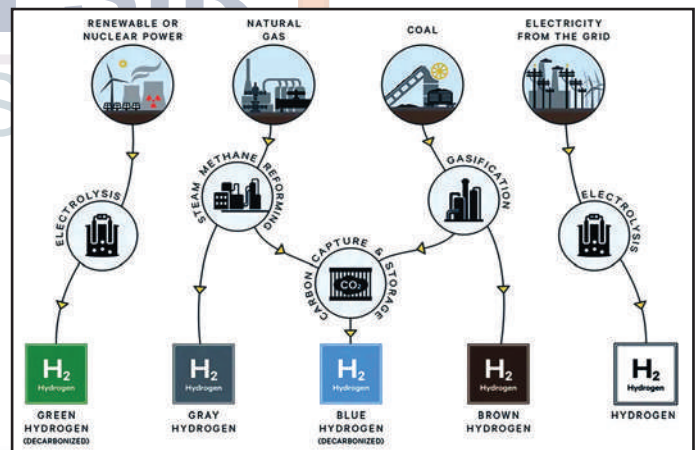 RENEWABLE OR
NUCLEAR POWER
NATURAL
GAS
COAL
ELECTRICITY
FROM THE GRID
ELECTROLYSIS
STEAM METHANE
REFORMING
GASIFICATION
ELECTROLYSIS
CARBON CAPTURE & STORAGE
CO₂
H₂
Hydrogen
GREEN
HYDROGEN
(DECARBONIZED)
H₂
Hydrogen
GRAY
HYDROGEN
H₂
Hydrogen
BLUE
HYDROGEN
(DECARBONIZED)
H₂
Hydrogen
BROWN
HYDROGEN
H₂
Hydrogen
HYDROGEN